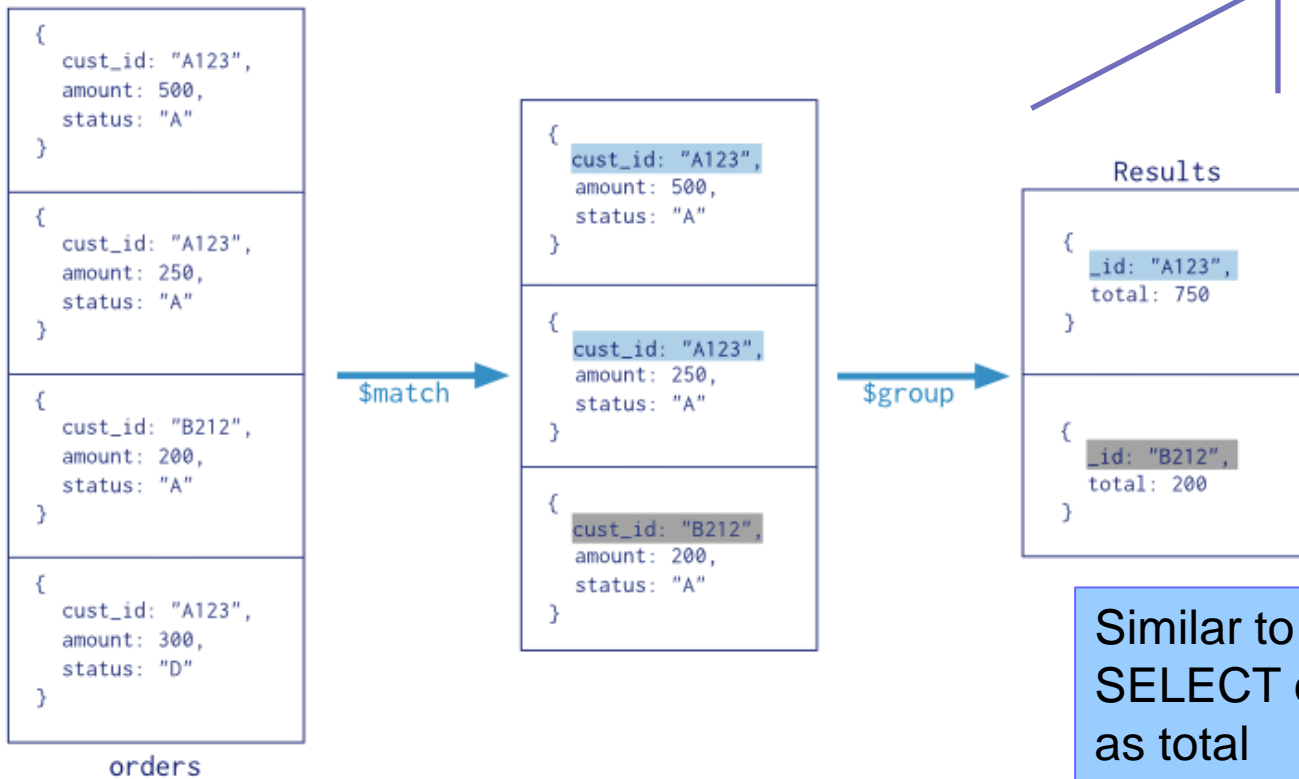 {
cust_id: "A123",
amount: 500,
status: "A"
}
{
cust_id: "A123",
amount: 250,
status: "A"
}
{
cust_id: "B212",
amount: 200,
status: "A"
}
{
cust_id: "A123",
amount: 300,
status: "D"
}
orders
$match
{
cust_id: "A123",
amount: 500,
status: "A"
}
{
cust_id: "A123",
amount: 250,
status: "A"
}
{
cust_id: "B212",
amount: 200,
status: "A"
}
$group
Results
{
_id: "A123",
total: 750
}
{
_id: "B212",
total: 200
}
Similar to
SELECT
as total